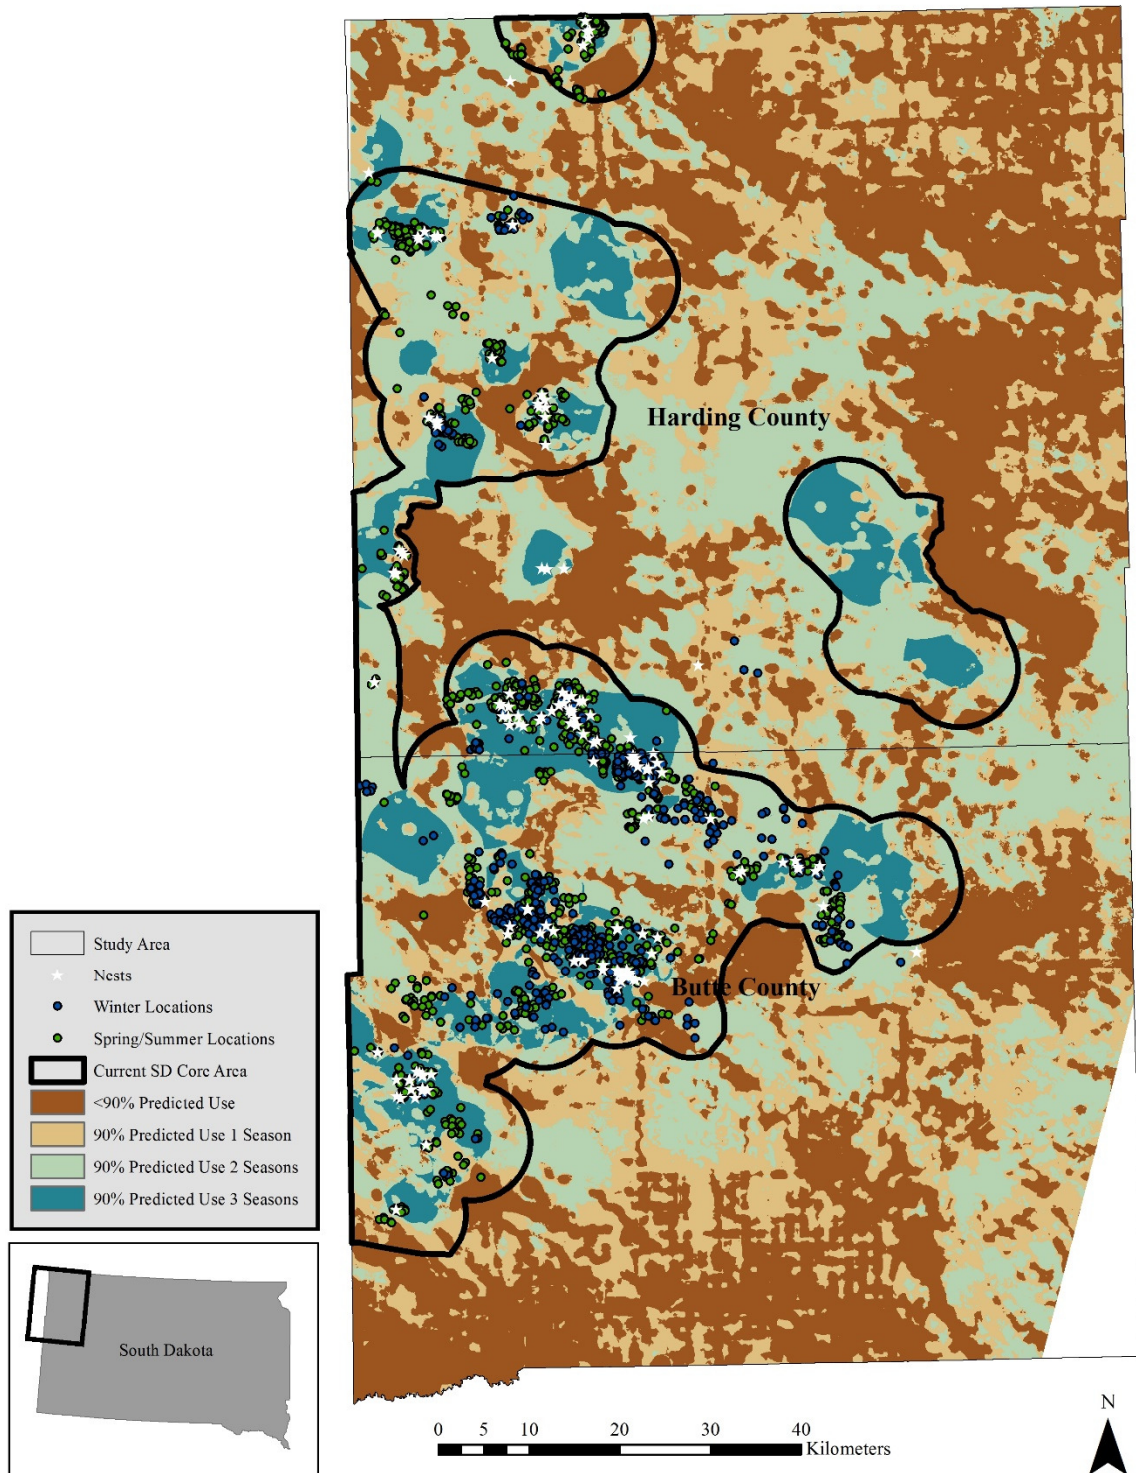 Harding County
Butte County
Study Area
Nests
Winter Locations
Spring/Summer Locations
Current SD Core Area
<90% Predicted Use
90% Predicted Use 1 Season
90% Predicted Use 2 Seasons
90% Predicted Use 3 Seasons
South Dakota
0 5 10 20 30 40
Kilometers
N